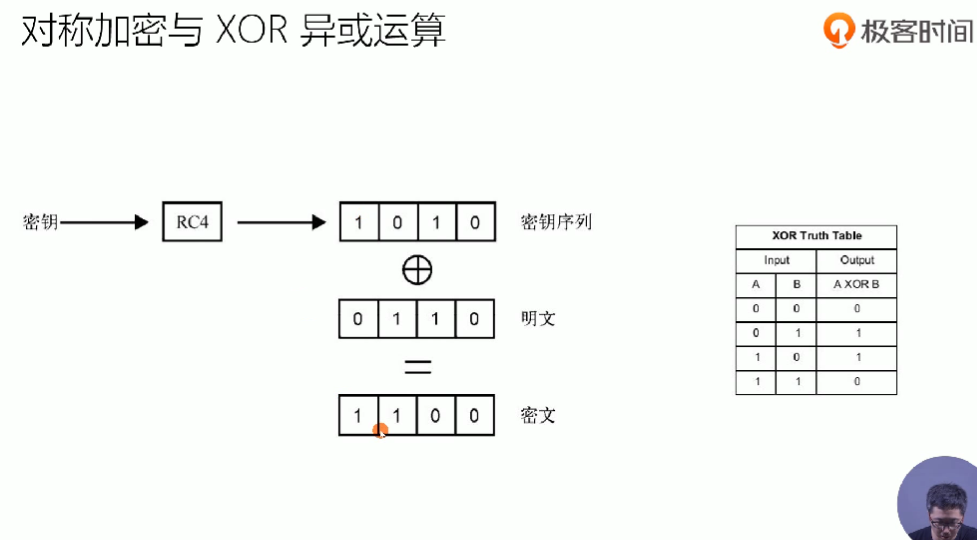 对称加密与 XOR 异或运算
极客时间
密钥 RC4 1 0 1 0 密钥序列
⊕
0 1 1 0 明文
=
1 1 0 0 密文
XOR Truth Table
Input Output
A B A XOR B
0 0 0
0 1 1
1 0 1
1 1 0